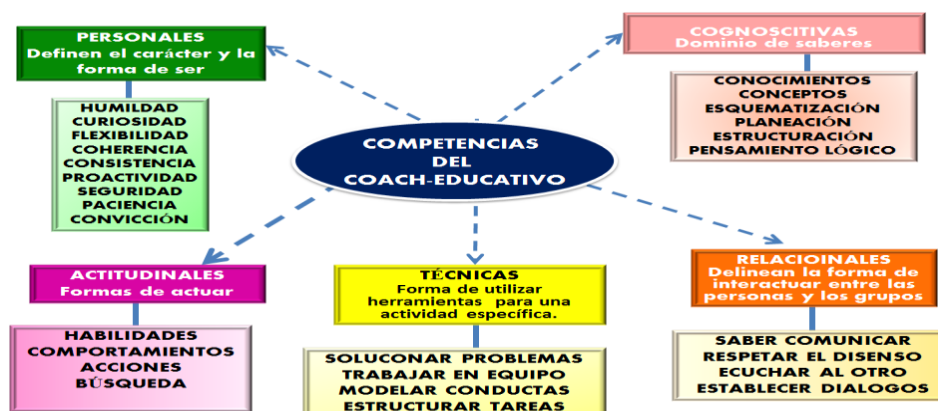 PERSONALES
Definen el carácter y la
forma de ser
HUMILDAD
CURIOSIDAD
FLEXIBILIDAD
COHERENCIA
CONSISTENCIA
PROACTIVIDAD
SEGURIDAD
PACIENCIA
CONVICCIÓN
COGNOSCITIVAS
Dominio de saberes
CONOCIMIENTOS
CONCEPTOS
ESQUEMATIZACIÓN
PLANEACIÓN
ESTRUCTURACIÓN
PENSAMIENTO LÓGICO
COMPETENCIAS
DEL
COACH-EDUCATIVO
ACTITUDINALES
Formas de actuar
HABILIDADES
COMPORTAMIENTOS
ACCIONES
BÚSQUEDA
TÉCNICAS
Forma de utilizar
herramientas para una
actividad específica.
SOLUCONAR PROBLEMAS
TRABAJAR EN EQUIPO
MODELAR CONDUCTAS
ESTRUCTURAR TAREAS
RELACIOINALES
Delinean la forma de
interactuar entre las
personas y los grupos
SABER COMUNICAR
RESPETAR EL DISENSO
ECUCHAR AL OTRO
ESTABLECER DIALOGOS